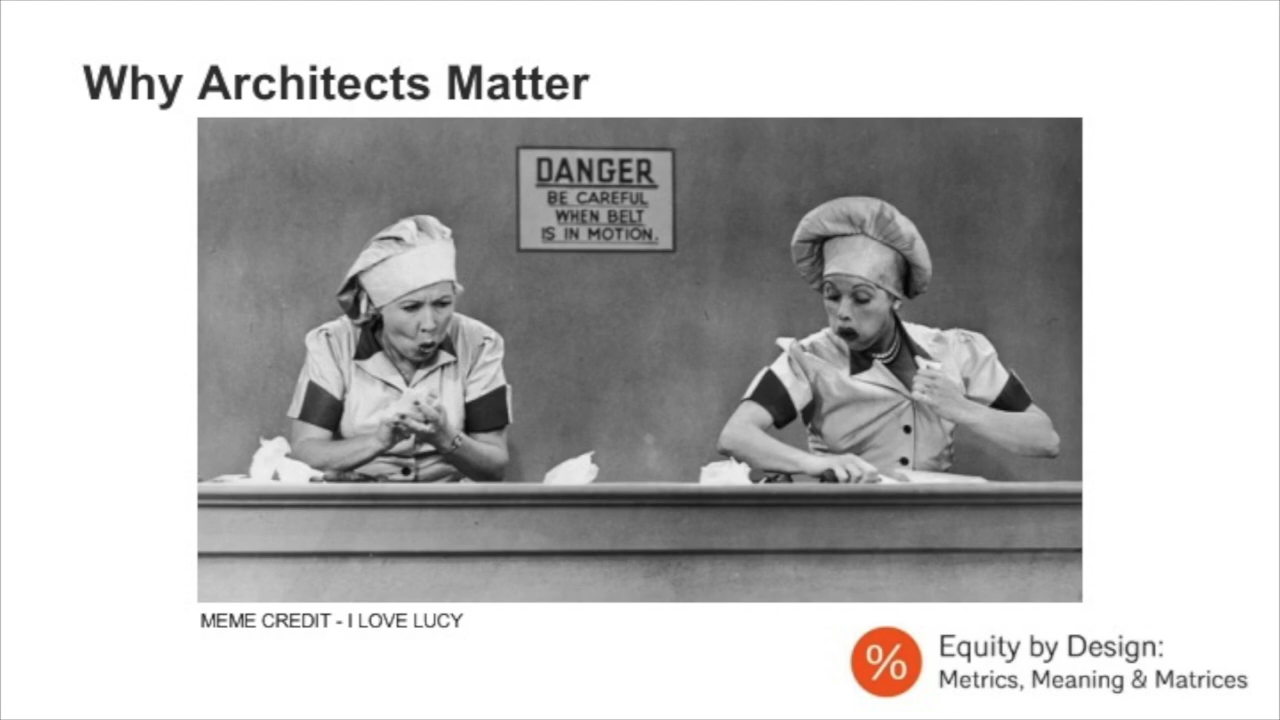 Why Architects Matter
DANGER
BE CAREFUL
WHEN BELT
IS IN MOTION.
MEME CREDIT - I LOVE LUCY
% Equity by Design:
Metrics, Meaning & Matrices